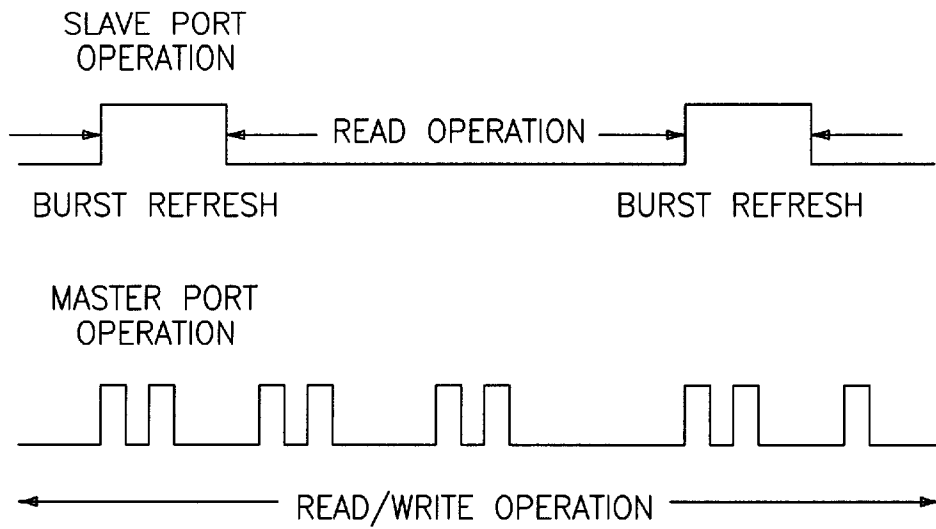 SLAVE PORT
OPERATION
READ OPERATION
BURST REFRESH
BURST REFRESH
MASTER PORT
OPERATION
READ/WRITE OPERATION